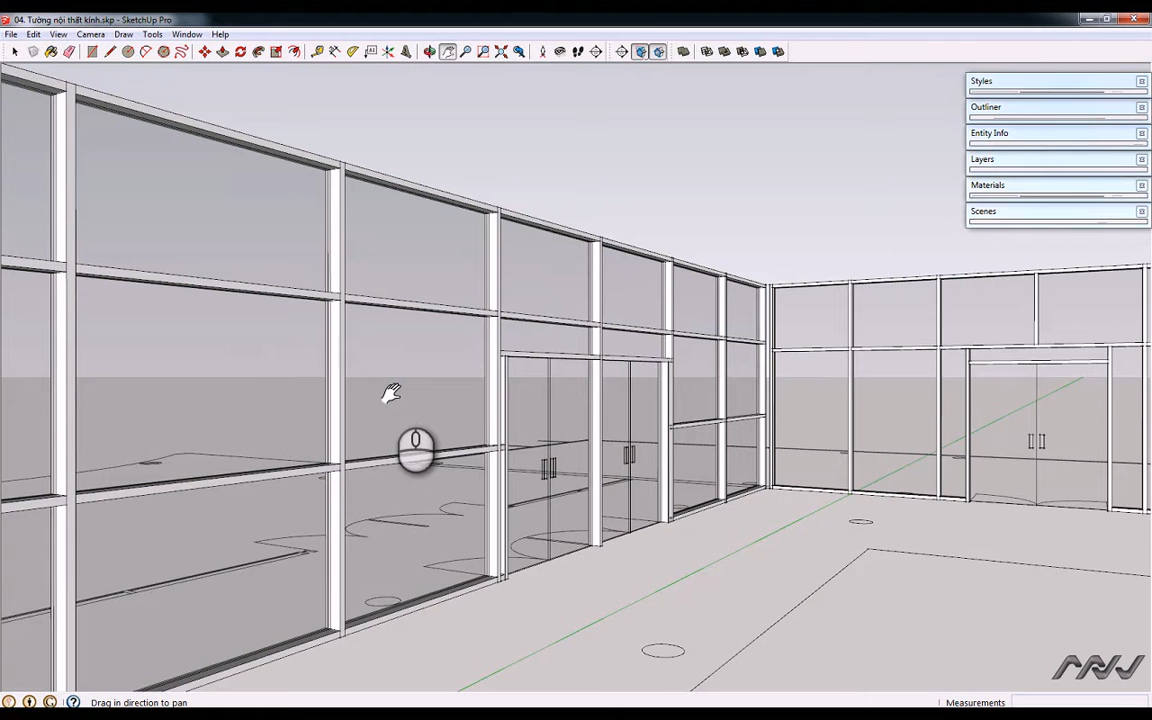 04. Tường nội thất kính.skp - SketchUp Pro
File Edit View Camera Draw Tools Window Help
Styles
Outliner
Entity Info
Layers
Materials
Scenes
Drag in direction to pan
Measurements